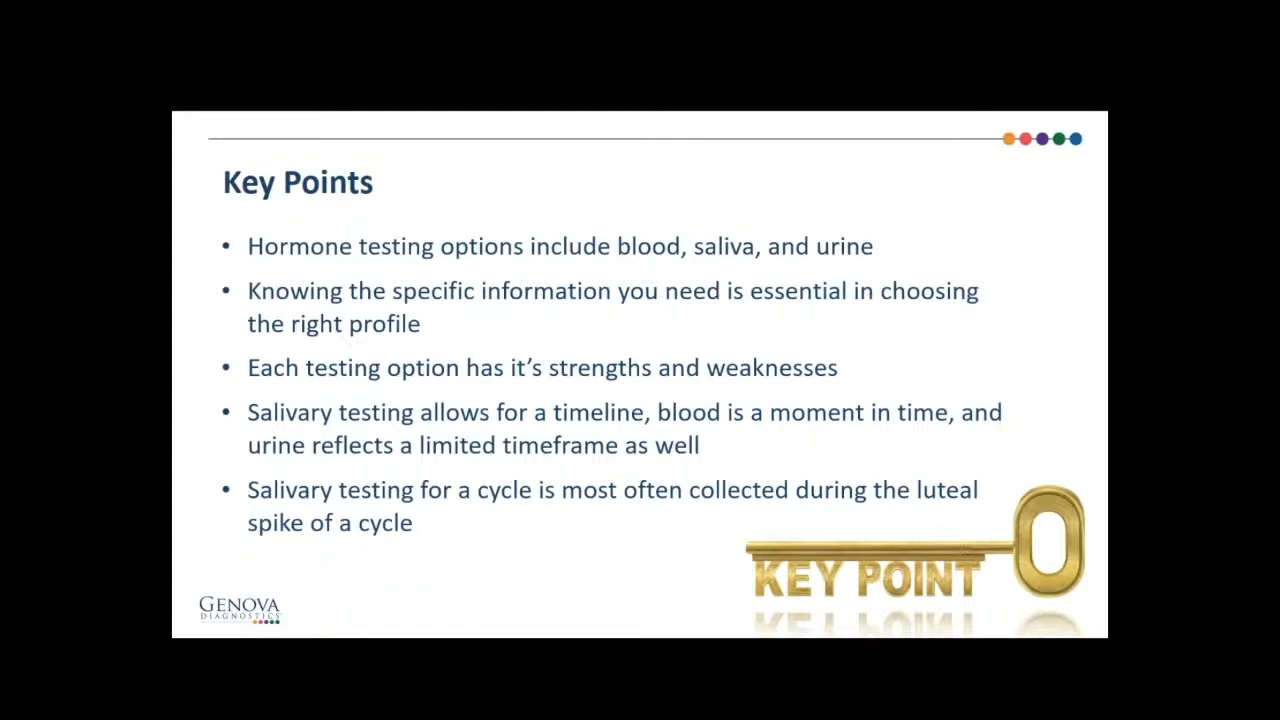 Key Points
• Hormone testing options include blood, saliva, and urine
• Knowing the specific information you need is essential in choosing
the right profile
• Each testing option has it’s strengths and weaknesses
• Salivary testing allows for a timeline, blood is a moment in time, and
urine reflects a limited timeframe as well
• Salivary testing for a cycle is most often collected during the luteal
spike of a cycle
KEY POINT
GENOVA
DIAGNOSTICS